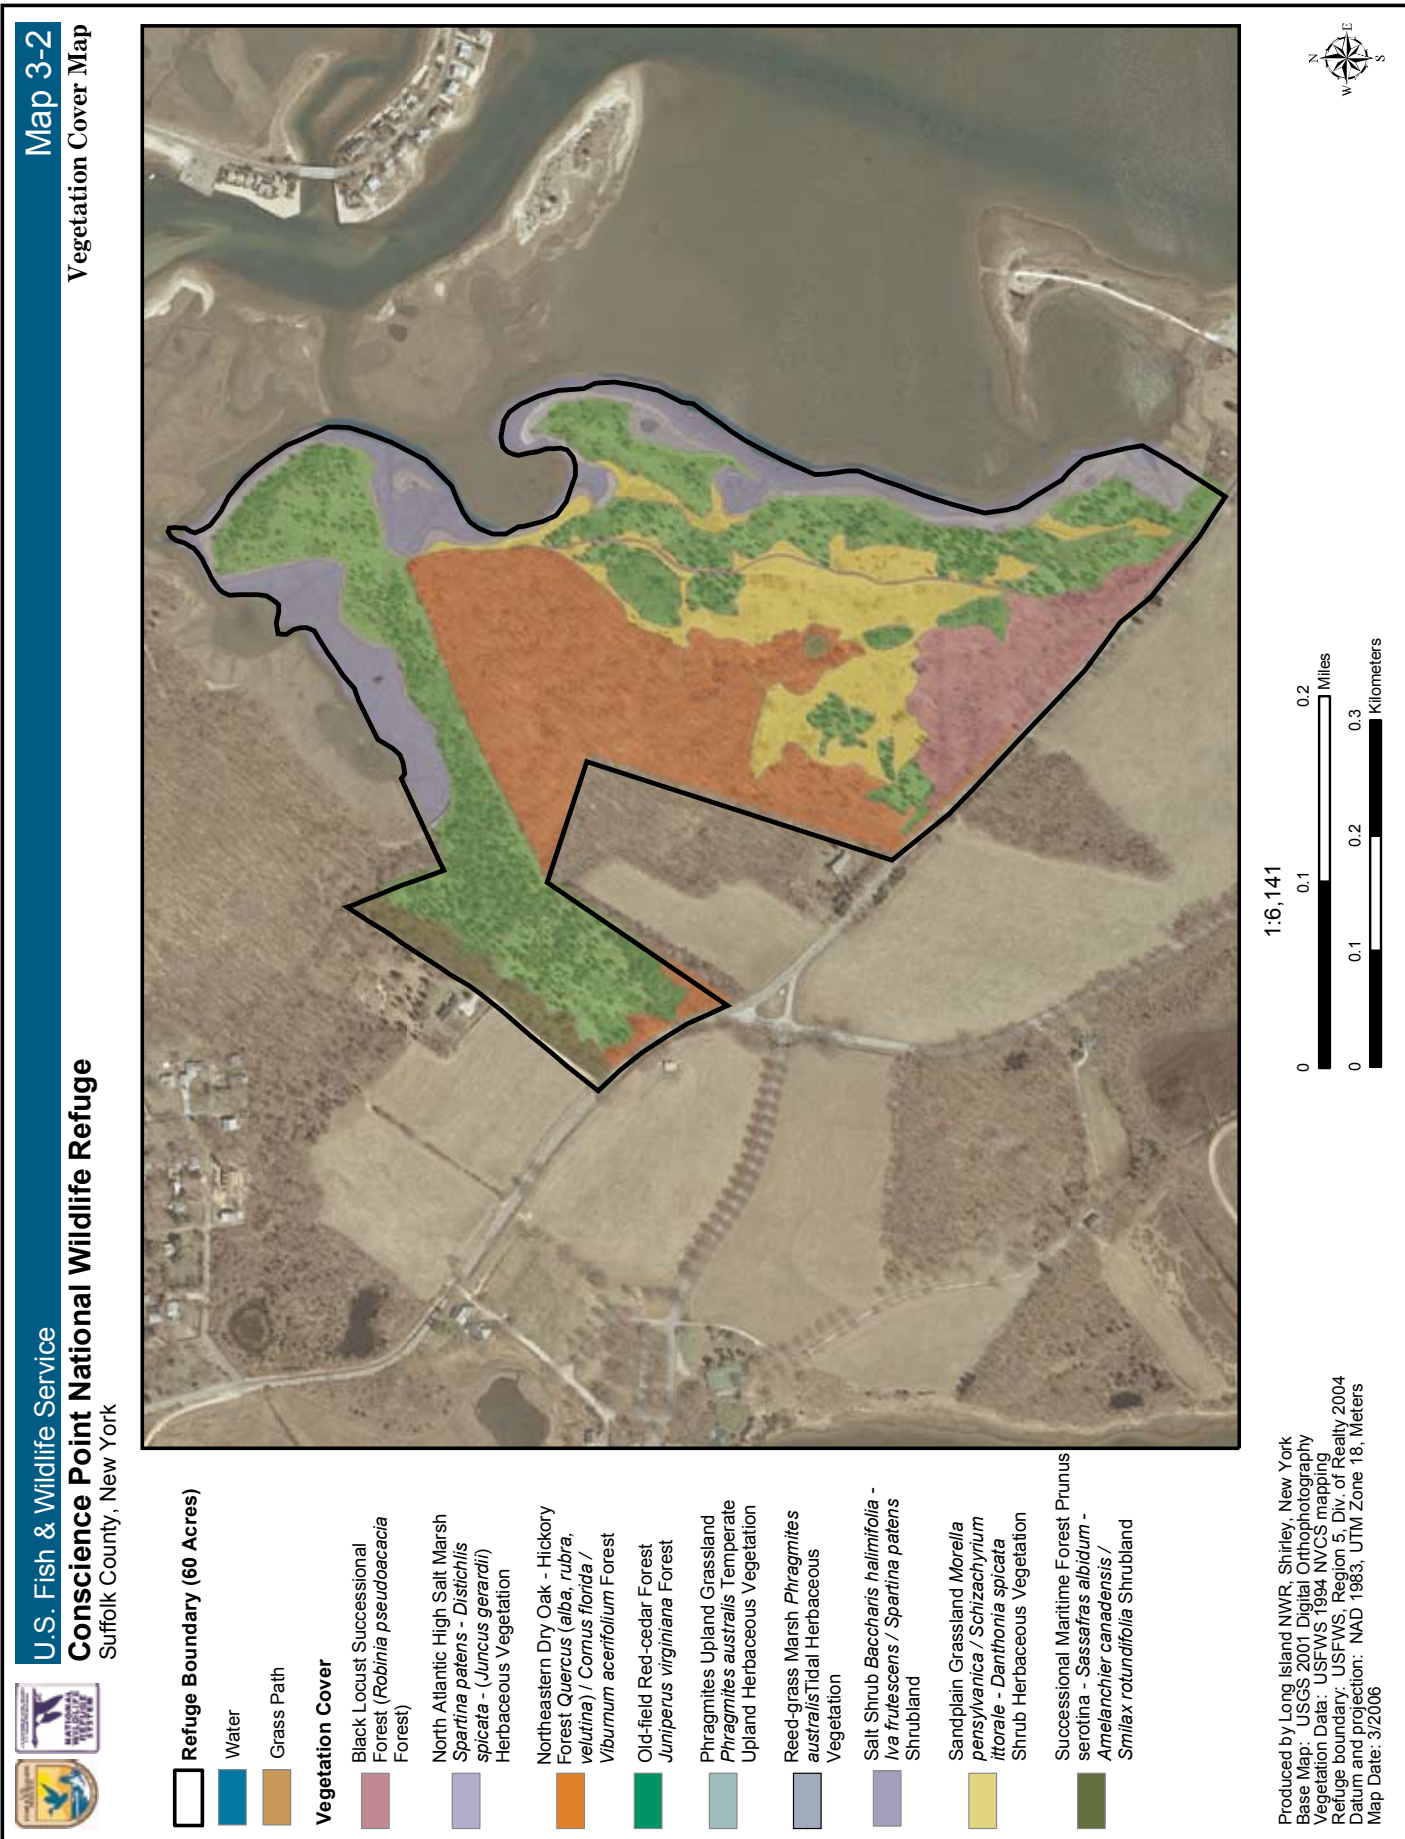 U.S. Fish & Wildlife Service
Map 3-2
Conscience Point National Wildlife Refuge
Vegetation Cover Map
Suffolk County, New York
NATIONAL
WILDLIFE
REFUGE
SYSTEM
Refuge Boundary (60 Acres)
Water
Grass Path
Vegetation Cover
Black Locust Successional
Forest (Robinia pseudoacacia
Forest)
North Atlantic High Salt Marsh
Spartina patens - Distichlis
spicata - (Juncus gerardii)
Herbaceous Vegetation
Northeastern Dry Oak - Hickory
Forest Quercus (alba, rubra,
velutina) / Cornus florida /
Viburnum acerifolium Forest
Old-field Red-cedar Forest
Juniperus virginiana Forest
Phragmites Upland Grassland
Phragmites australis Temperate
Upland Herbaceous Vegetation
Reed-grass Marsh Phragmites
australisTidal Herbaceous
Vegetation
Salt Shrub Baccharis halimifolia -
Iva frutescens / Spartina patens
Shrubland
Sandplain Grassland Morella
pensylvanica / Schizachyrium
ittorale - Danthonia spicata
Shrub Herbaceous Vegetation
Successional Maritime Forest Prunus
serotina - Sassafras albidum -
Amelanchier canadensis /
Smilax rotundifolia Shrubland
Produced by Long Island NWR, Shirley, New York
Base Map: USGS 2001 Digital Orthophotography
Vegetation Data: USFWS 1994 NVCS mapping
Refuge boundary: USFWS, Region 5, Div. of Realty 2004
Datum and projection: NAD 1983, UTM Zone 18, Meters
Map Date: 3/2006
1:6,141
0 0.1 0.2
Miles
0 0.1 0.2 0.3
Kilometers
N
E
S
W